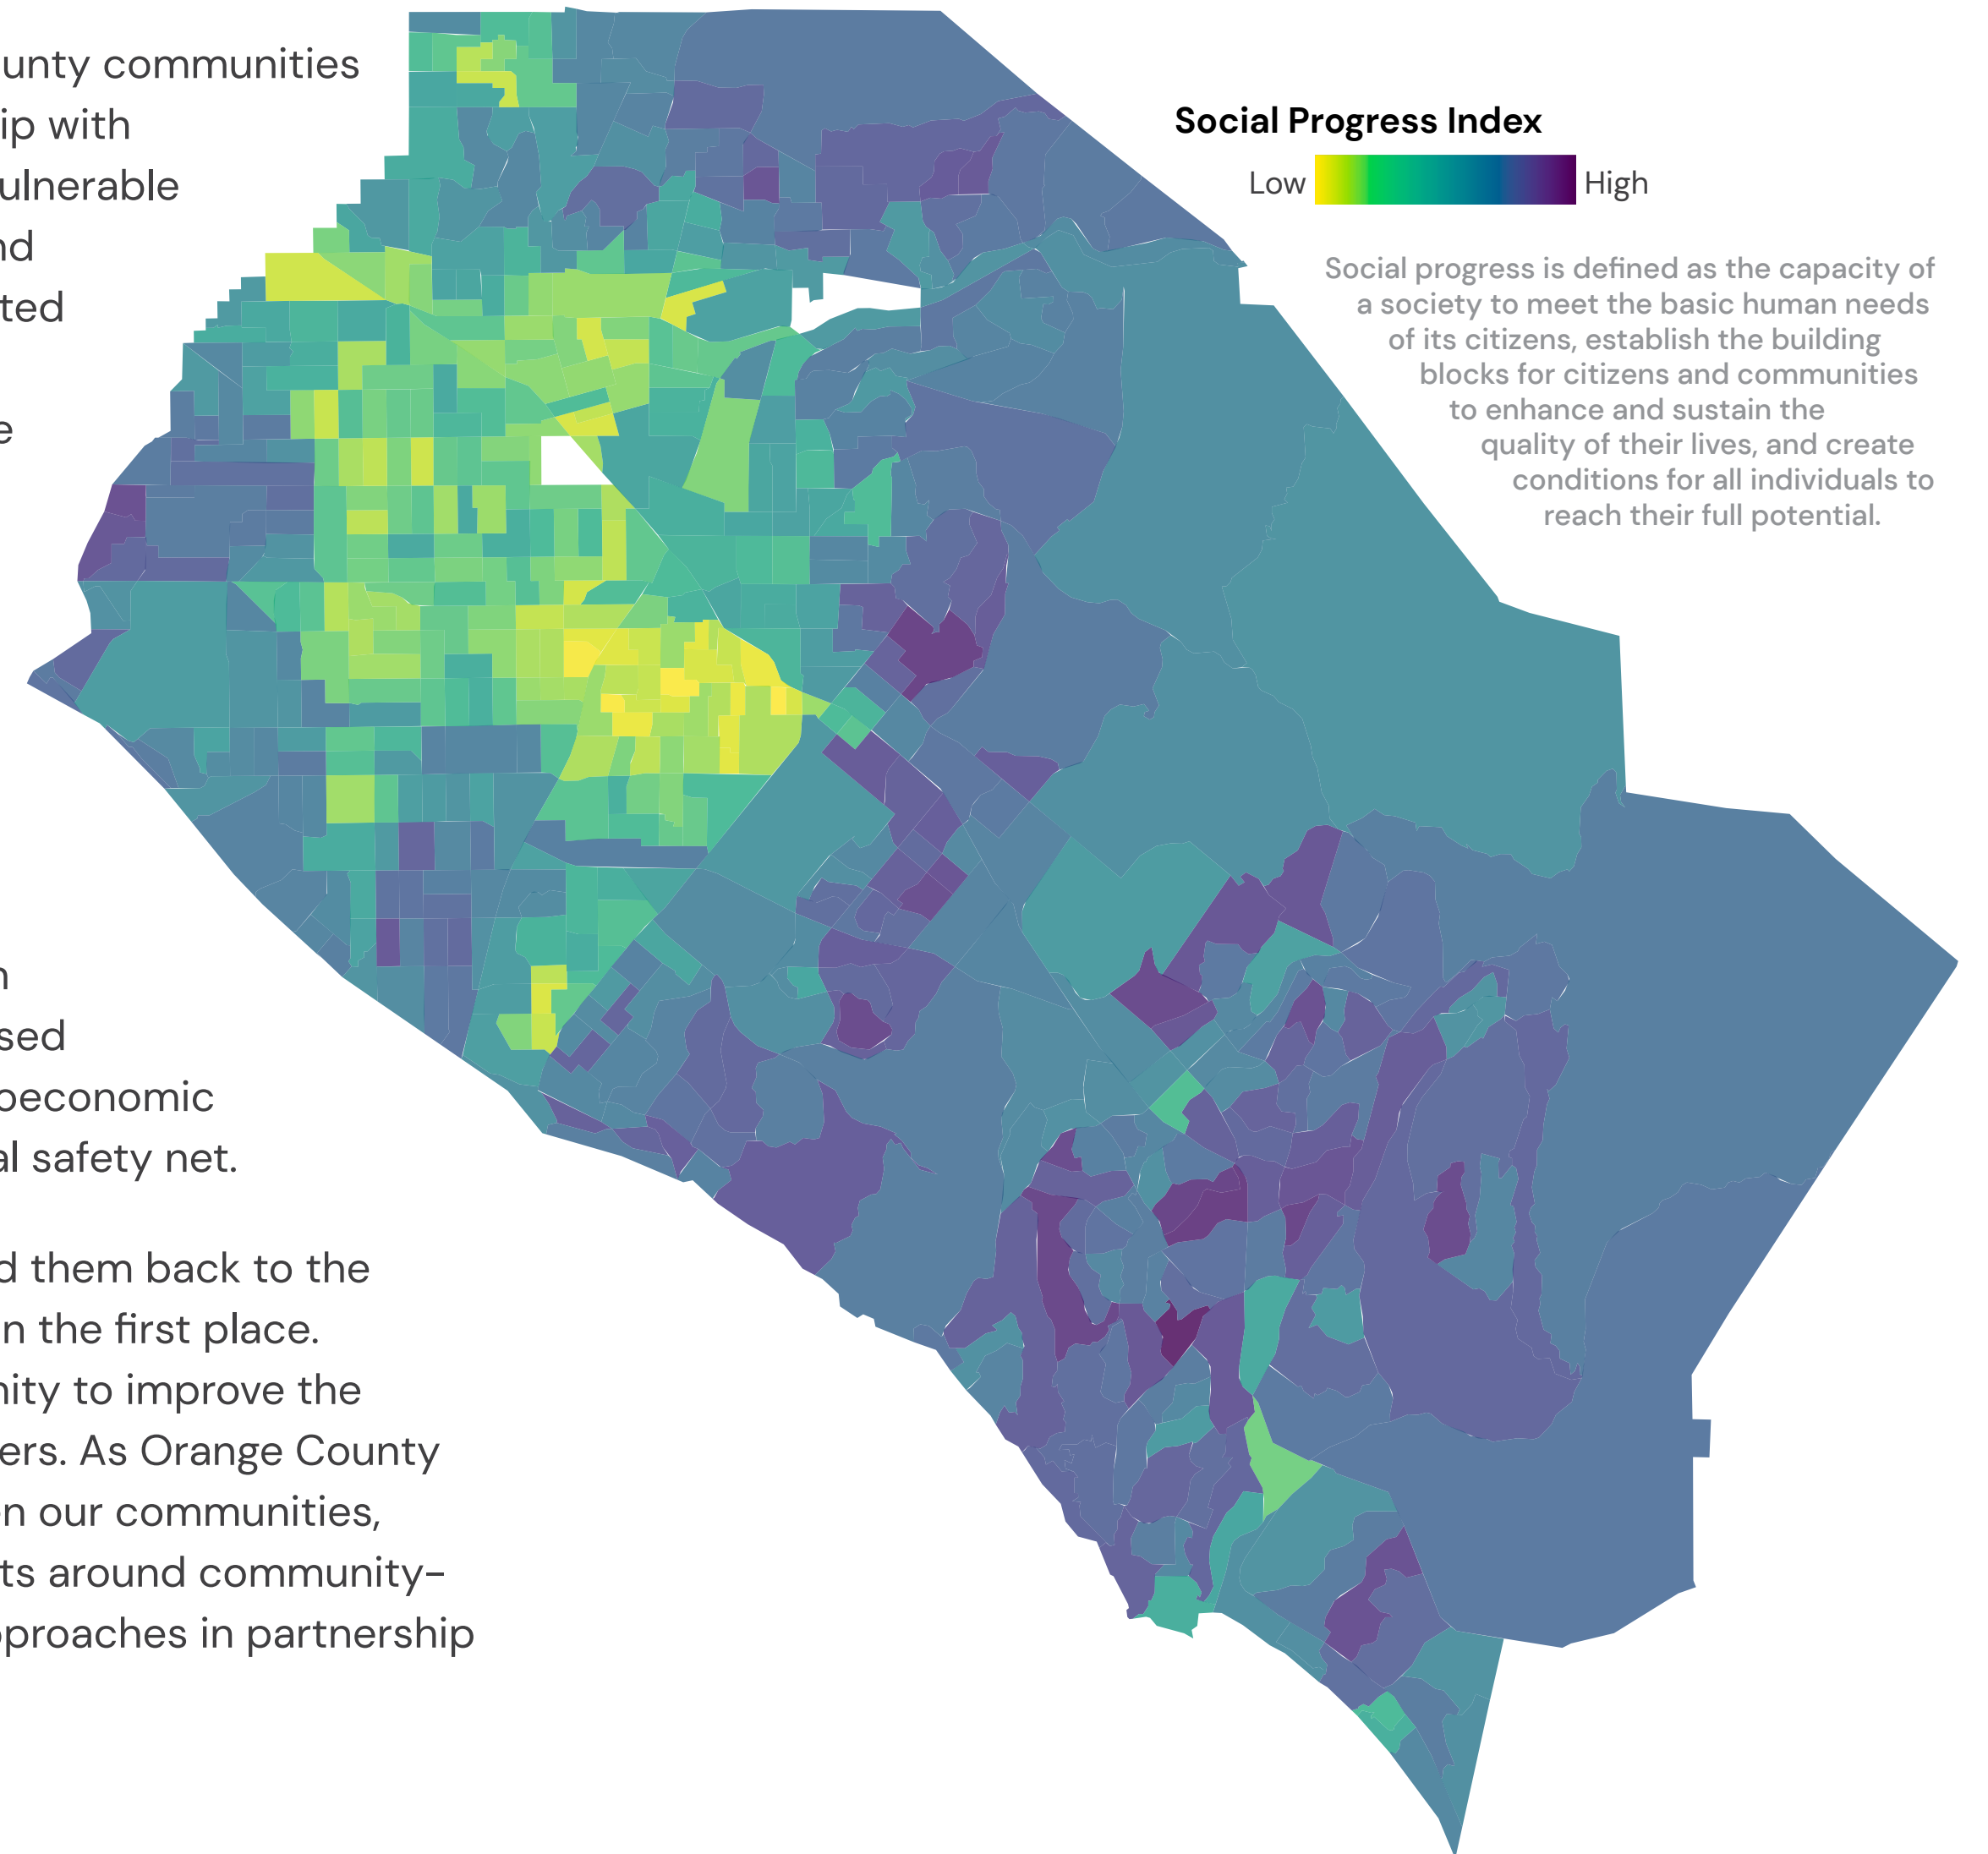 unty communities
ip with
ulnerable
nd
ted
e
n
sed
oeconomic
al safety net.
d them back to the
n the first place.
nity to improve the
ers. As Orange County
on our communities,
ts around community–
pproaches in partnership
Social Progress Index
Low
High
Social progress is defined as the capacity of
a society to meet the basic human needs
of its citizens, establish the building
blocks for citizens and communities
to enhance and sustain the
quality of their lives, and create
conditions for all individuals to
reach their full potential.